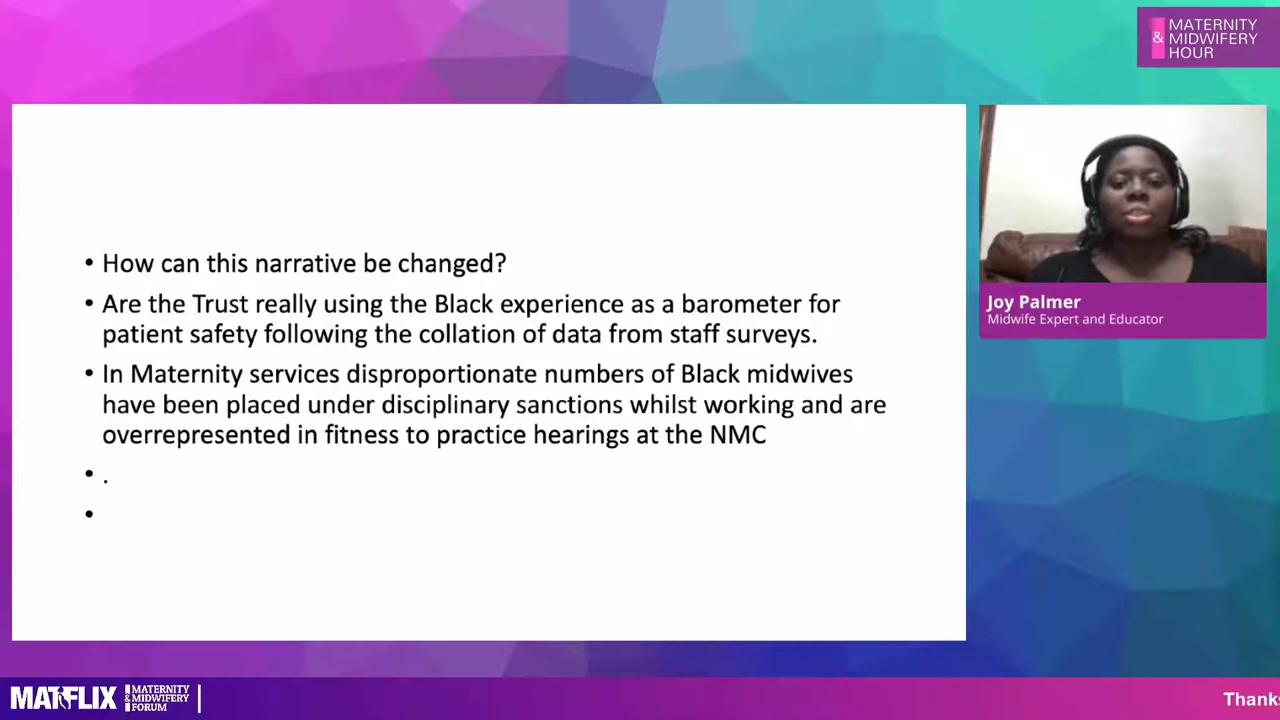 MATERNITY
& MIDWIFERY
HOUR
• How can this narrative be changed?
• Are the Trust really using the Black experience as a barometer for
patient safety following the collation of data from staff surveys.
• In Maternity services disproportionate numbers of Black midwives
have been placed under disciplinary sanctions whilst working and are
overrepresented in fitness to practice hearings at the NMC
• .
•
Joy Palmer
Midwife Expert and Educator
MATFLIX
MATERNITY
& MIDWIFERY
FORUM
Thanks